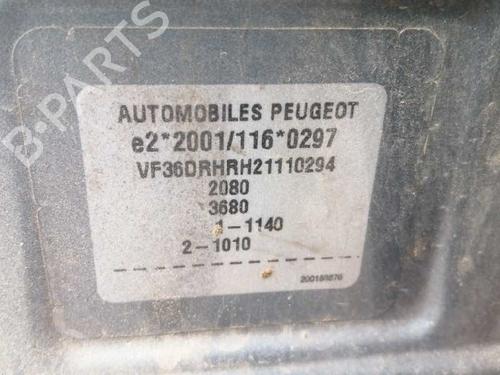 B-PARTS
AUTOMOBILES PEUGEOT
e2*2001/116*0297
VF36DRHRH21110294
2080
3680
1-1140
2-1010